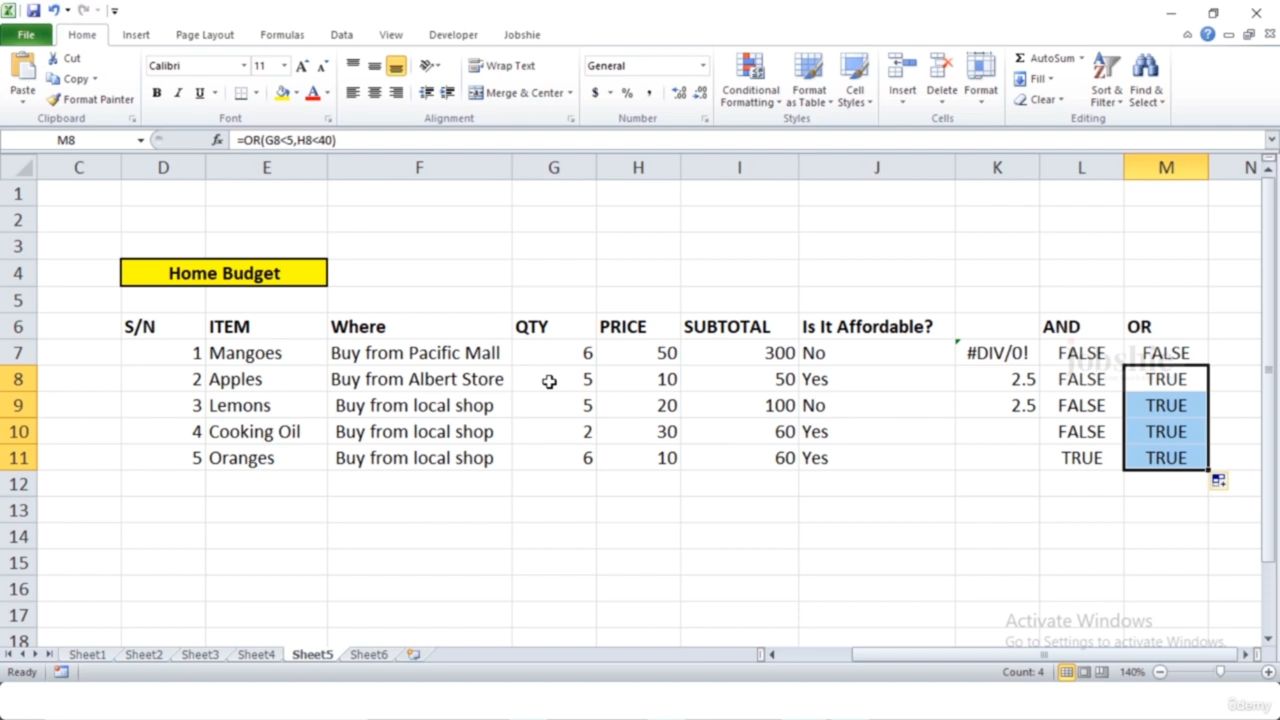 File Home Insert Page Layout Formulas Data View Developer Jobshie
Paste Cut Calibri 11 Wrap Text General Conditional Formatting Format as Table Cell Styles Insert Delete Format AutoSum Sort & Filter Find & Select
Copy Fill
Format Painter B I U A Merge & Center $ % , Clear
Clipboard Font Alignment Number Styles Cells Editing
M8 fx =OR(G8<5,H8<40)
C D E F G H I J K L M N
1
2
3
4 Home Budget
5
6 S/N ITEM Where QTY PRICE SUBTOTAL Is It Affordable? AND OR
7 1 Mangoes Buy from Pacific Mall 6 50 300 No #DIV/0! FALSE FALSE
jobshie
8 2 Apples Buy from Albert Store 5 10 50 Yes 2.5 FALSE TRUE
9 3 Lemons Buy from local shop 5 20 100 No 2.5 FALSE TRUE
10 4 Cooking Oil Buy from local shop 2 30 60 Yes FALSE TRUE
11 5 Oranges Buy from local shop 6 10 60 Yes TRUE TRUE
12
13
14
15
16
17 Activate Windows
18 Go to Settings to activate Windows.
Sheet1 Sheet2 Sheet3 Sheet4 Sheet5 Sheet6
Ready Count: 4 140%
ûdemy